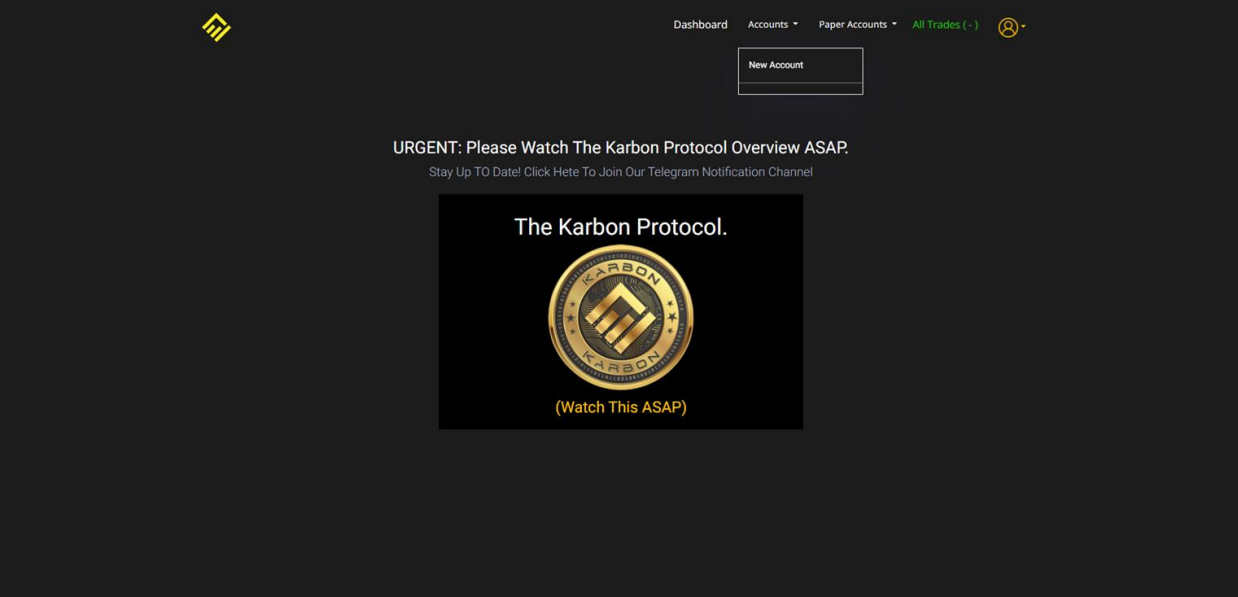 Dashboard
Accounts
Paper Accounts
All Trades ( - )
New Account
URGENT: Please Watch The Karbon Protocol Overview ASAP.
Stay Up TO Date! Click Hete To Join Our Telegram Notification Channel
The Karbon Protocol.
KARBON
KARBON
(Watch This ASAP)